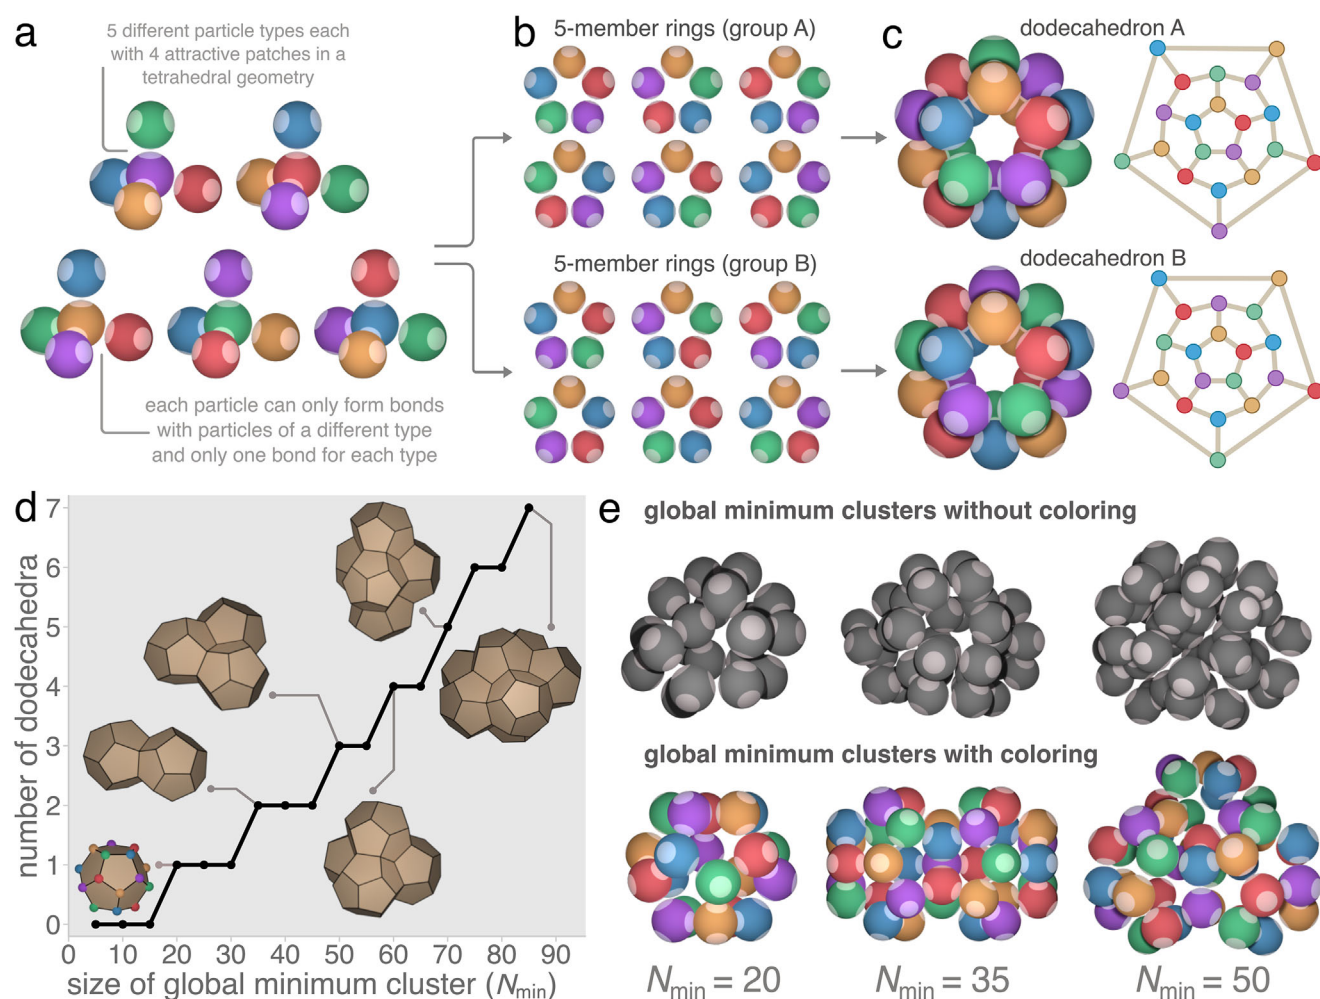 a
5 different particle types each
with 4 attractive patches in a
tetrahedral geometry
each particle can only form bonds
with particles of a different type
and only one bond for each type
b
5-member rings (group A)
5-member rings (group B)
c
dodecahedron A
dodecahedron B
d
number of dodecahedra
7
6
5
4
3
2
1
0
0 10 20 30 40 50 60 70 80 90
size of global minimum cluster (Nmin)
e
global minimum clusters without coloring
global minimum clusters with coloring
Nmin = 20
Nmin = 35
Nmin = 50